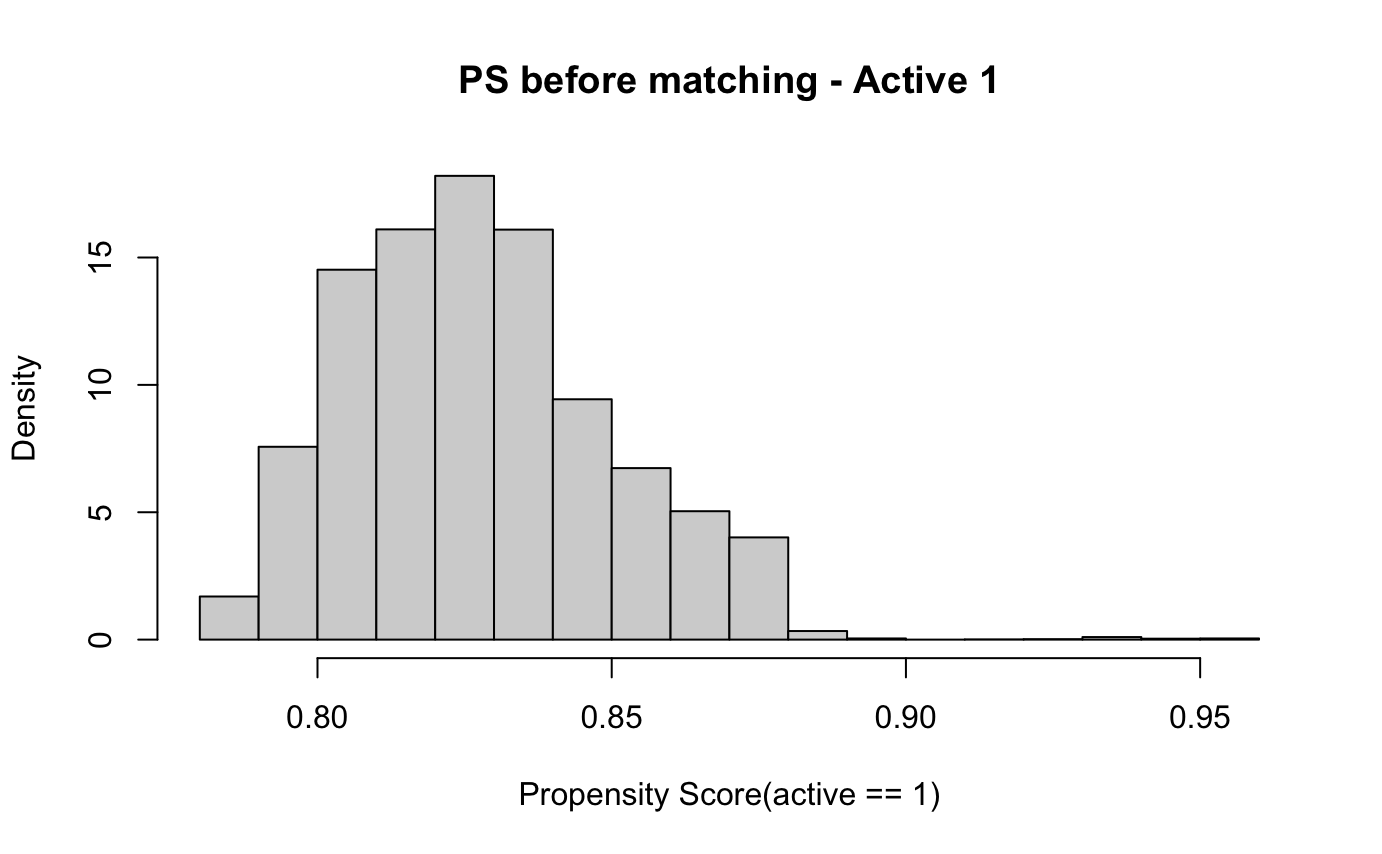 PS before matching - Active 1
Density
15
10
5
0
0.80 0.85 0.90 0.95
Propensity Score(active == 1)